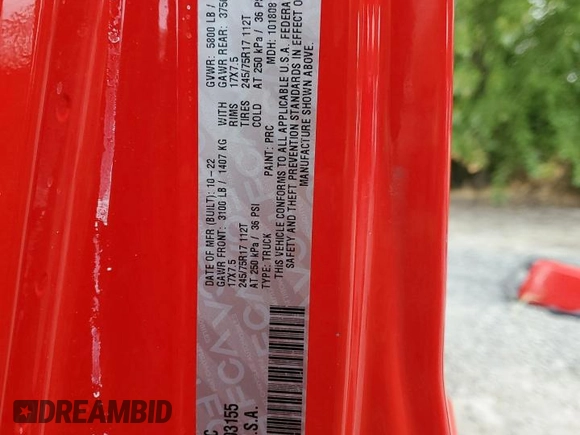 GVWR: 5800 LB /
DATE OF MFR (BUILT): 10-22
GAWR FRONT: 3100 LB / 1407 KG WITH GAWR REAR:
17X7.5 RIMS 17X7.5
245/75R17 112T TIRES 245/75R17 112T
AT 250 kPa / 36 PSI COLD AT 250 kPa / 36
TYPE: TRUCK PAINT: PRC MDH: 101808
THIS VEHICLE CONFORMS TO ALL APPLICABLE U.S.A. FEDERA
SAFETY AND THEFT PREVENTION STANDARDS IN EFFECT
MANUFACTURE SHOWN ABOVE.
3155
.S.A.
DREAMBID